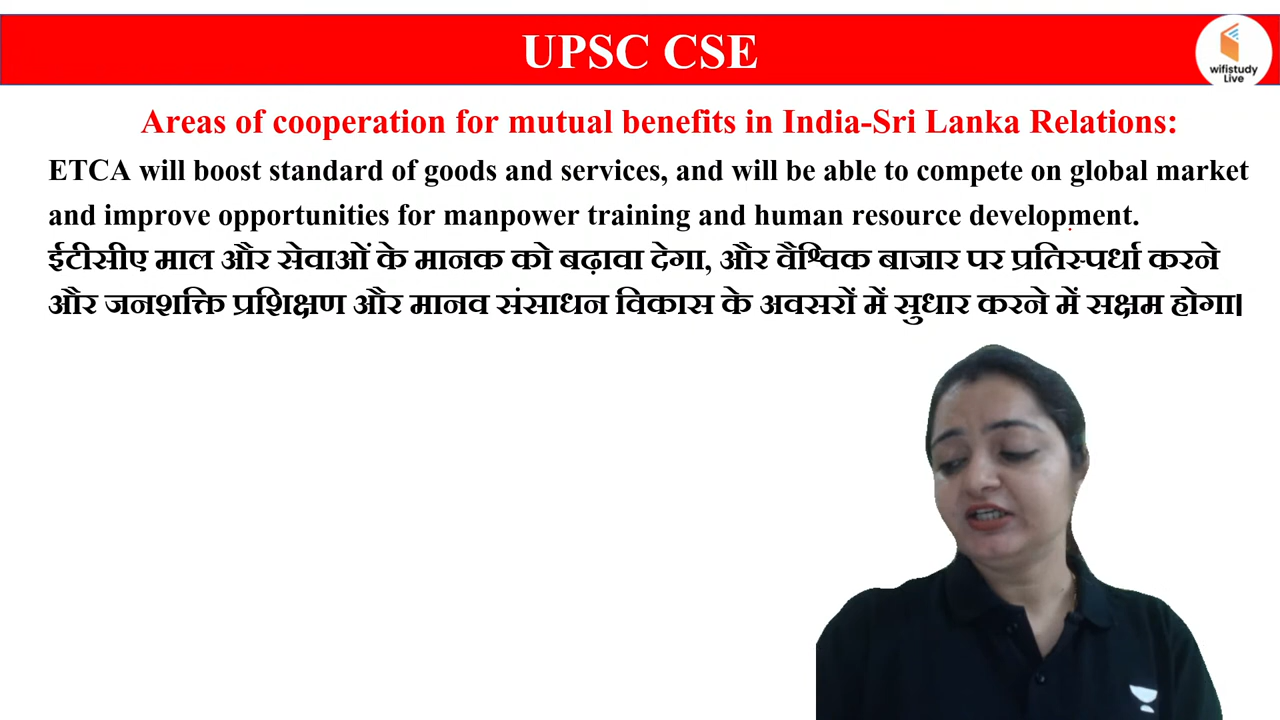 UPSC CSE
wifistudy
Live
Areas of cooperation for mutual benefits in India-Sri Lanka Relations:
ETCA will boost standard of goods and services, and will be able to compete on global market
and improve opportunities for manpower training and human resource development.
ईटीसीए माल और सेवाओं के मानक को बढ़ावा देगा, और वैश्विक बाजार पर प्रतिस्पर्धा करने
और जनशक्ति प्रशिक्षण और मानव संसाधन विकास के अवसरों में सुधार करने में सक्षम होगा।